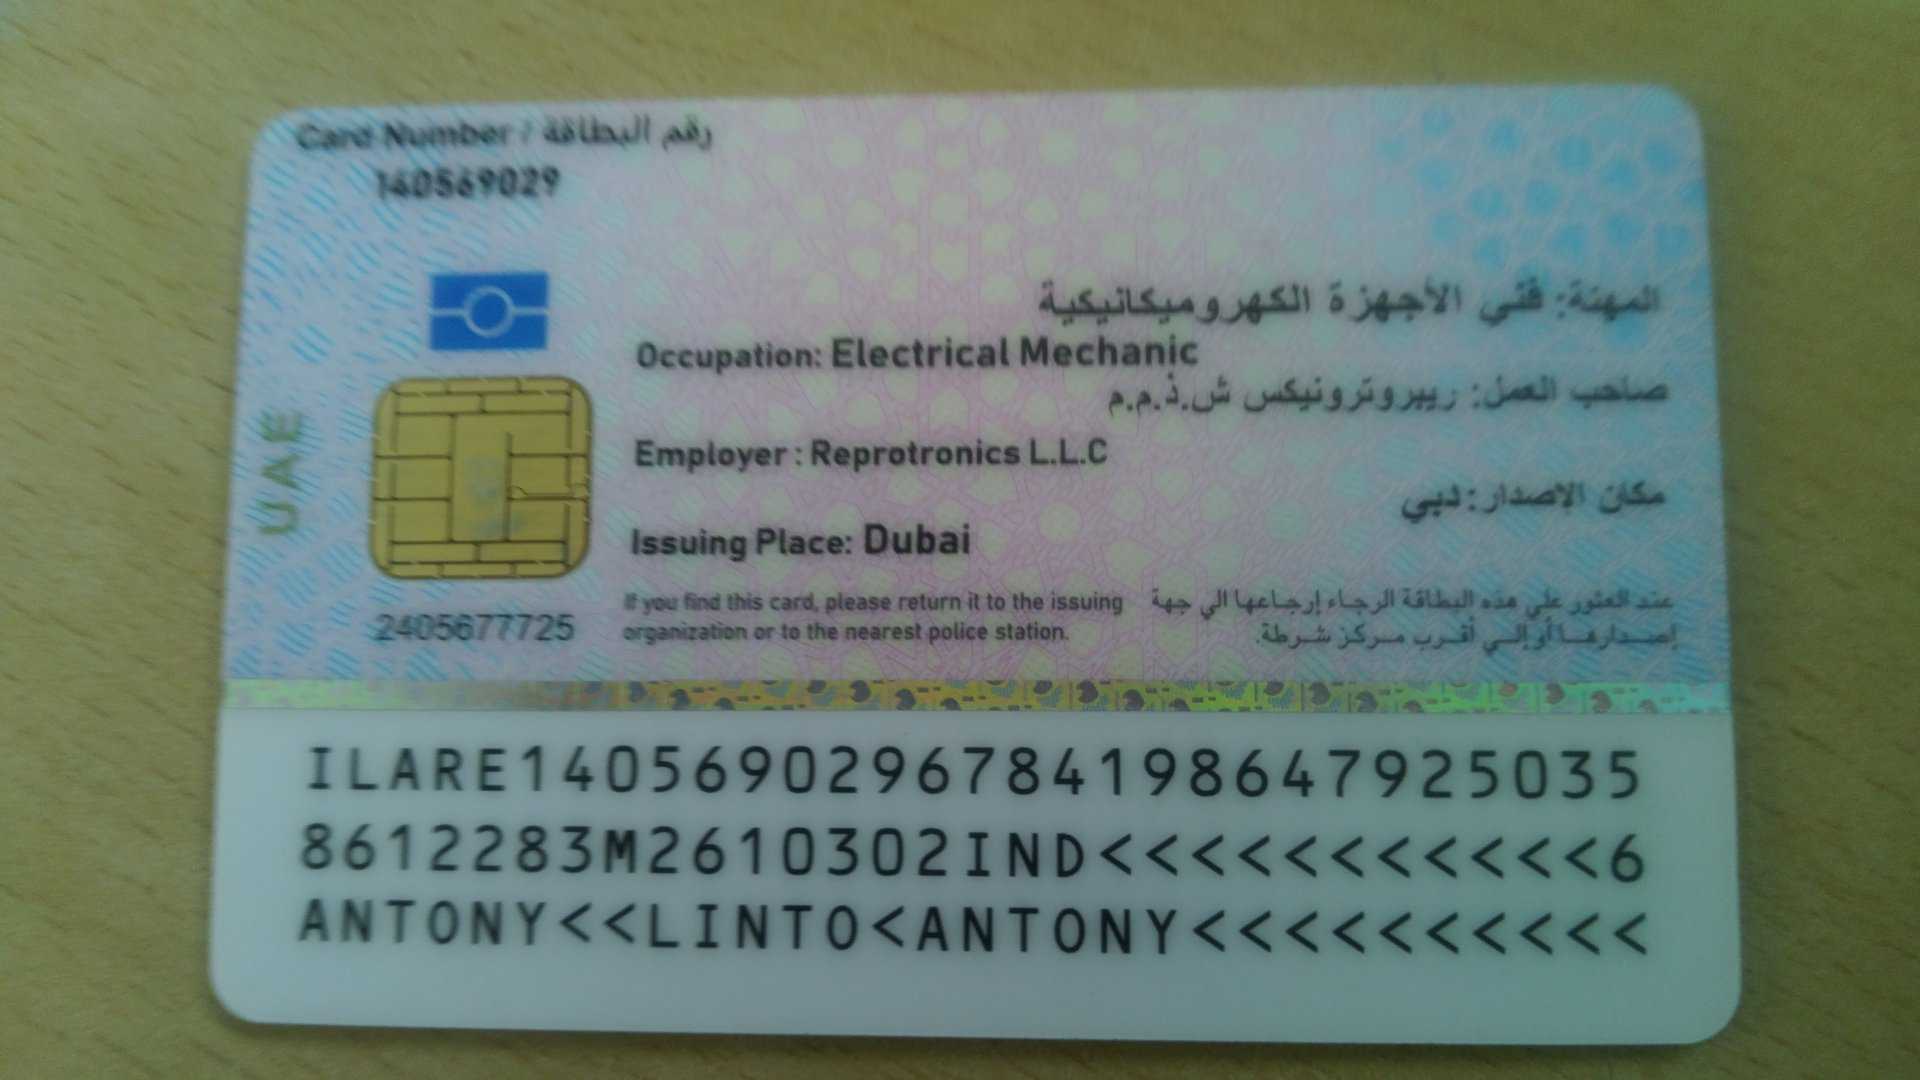 Card Number / رقم البطاقة
140569029
المهنة: فني الأجهزة الكهروميكانيكية
Occupation: Electrical Mechanic
صاحب العمل: ريبروترونيكس ش.ذ.م.م
Employer : Reprotronics L.L.C
مكان الإصدار: دبي
Issuing Place: Dubai
UAE
2405677725
If you find this card, please return it to the issuing
organization or to the nearest police station.
عند العثور علي هذه البطاقة الرجاء إرجاعها الي جهة
إصدارها أو إلى أقرب مركز شرطة.
ILARE1405690296784198647925035
8612283M2610302IND<<<<<<<<<<<6
ANTONY<<LINTO<ANTONY<<<<<<<<<<